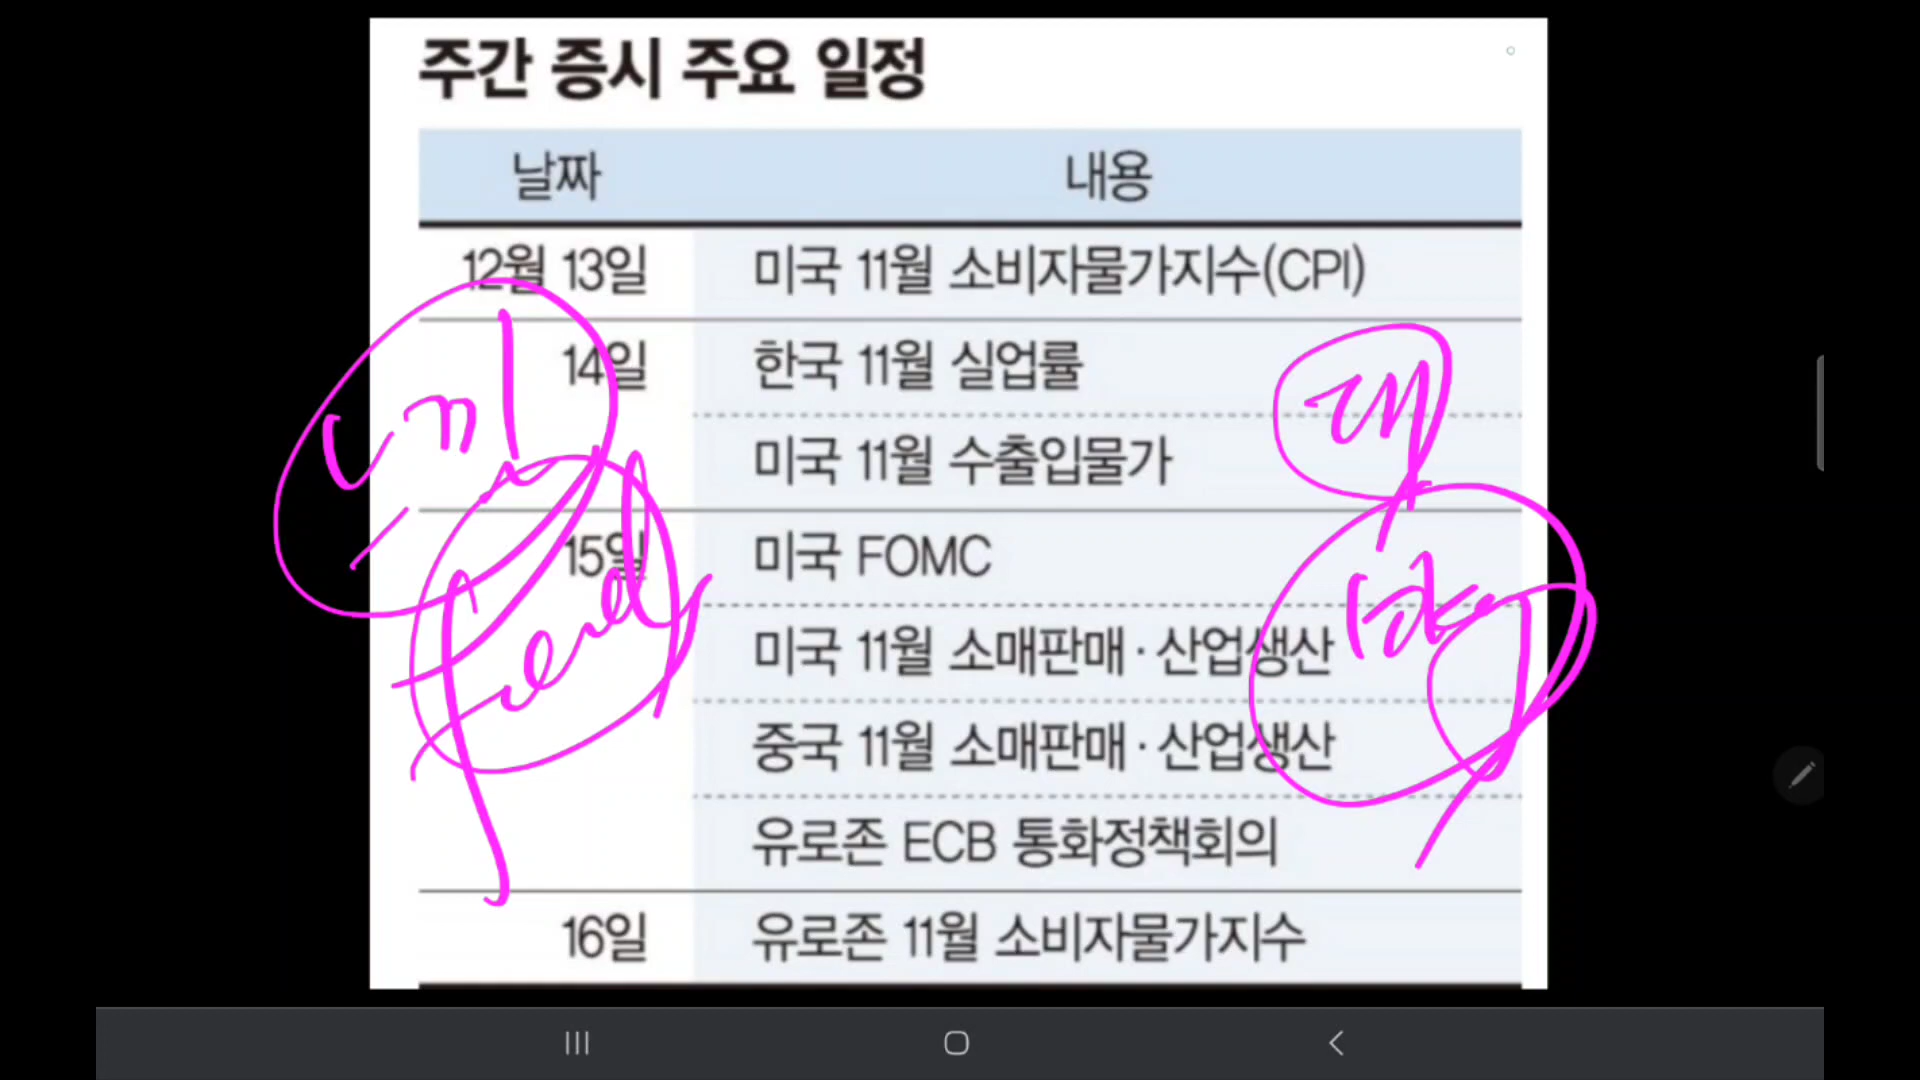 주간 증시 주요 일정
날짜 내용
12월 13일 미국 11월 소비자물가지수(CPI)
14일 한국 11월 실업률
미국 11월 수출입물가
15일 미국 FOMC
미국 11월 소매판매·산업생산
중국 11월 소매판매·산업생산
유로존 ECB 통화정책회의
16일 유로존 11월 소비자물가지수